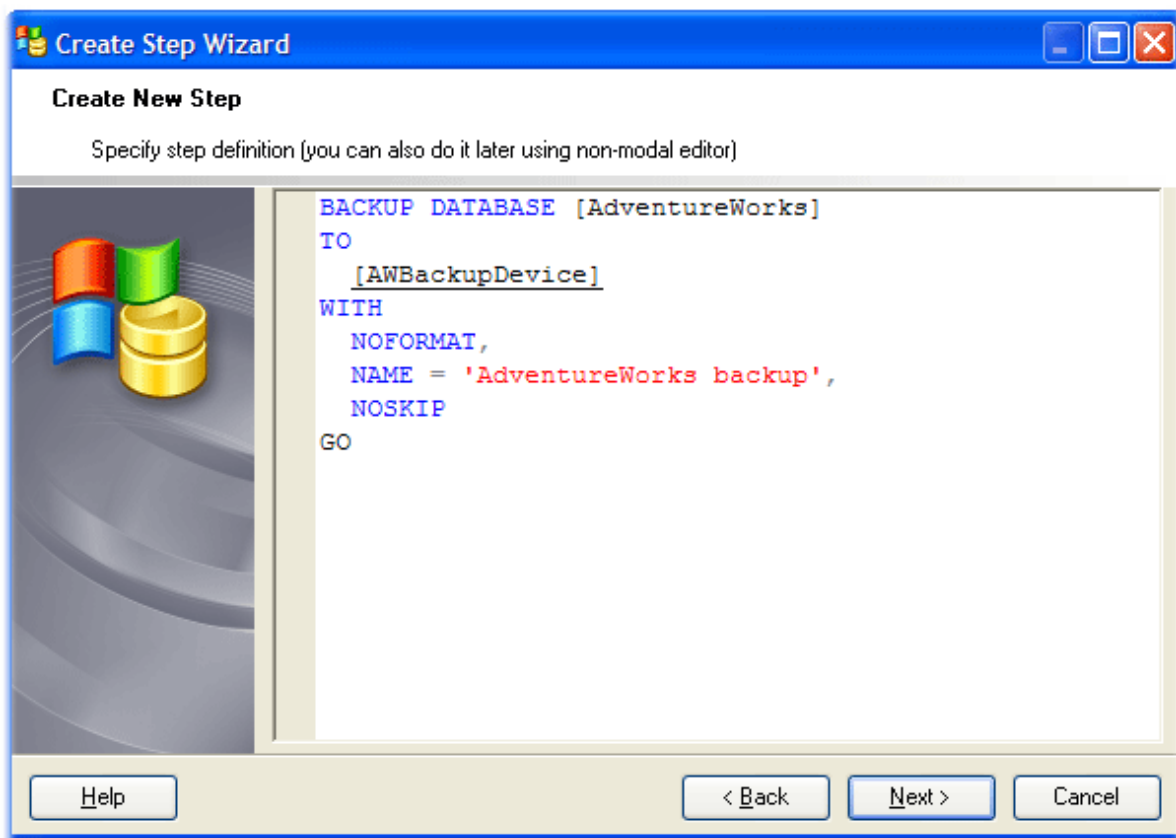 Create Step Wizard
Create New Step
Specify step definition (you can also do it later using non-modal editor)
BACKUP DATABASE [AdventureWorks]
TO
[AWBackupDevice]
WITH
NOFORMAT,
NAME = 'AdventureWorks backup',
NOSKIP
GO
Help
< Back
Next >
Cancel